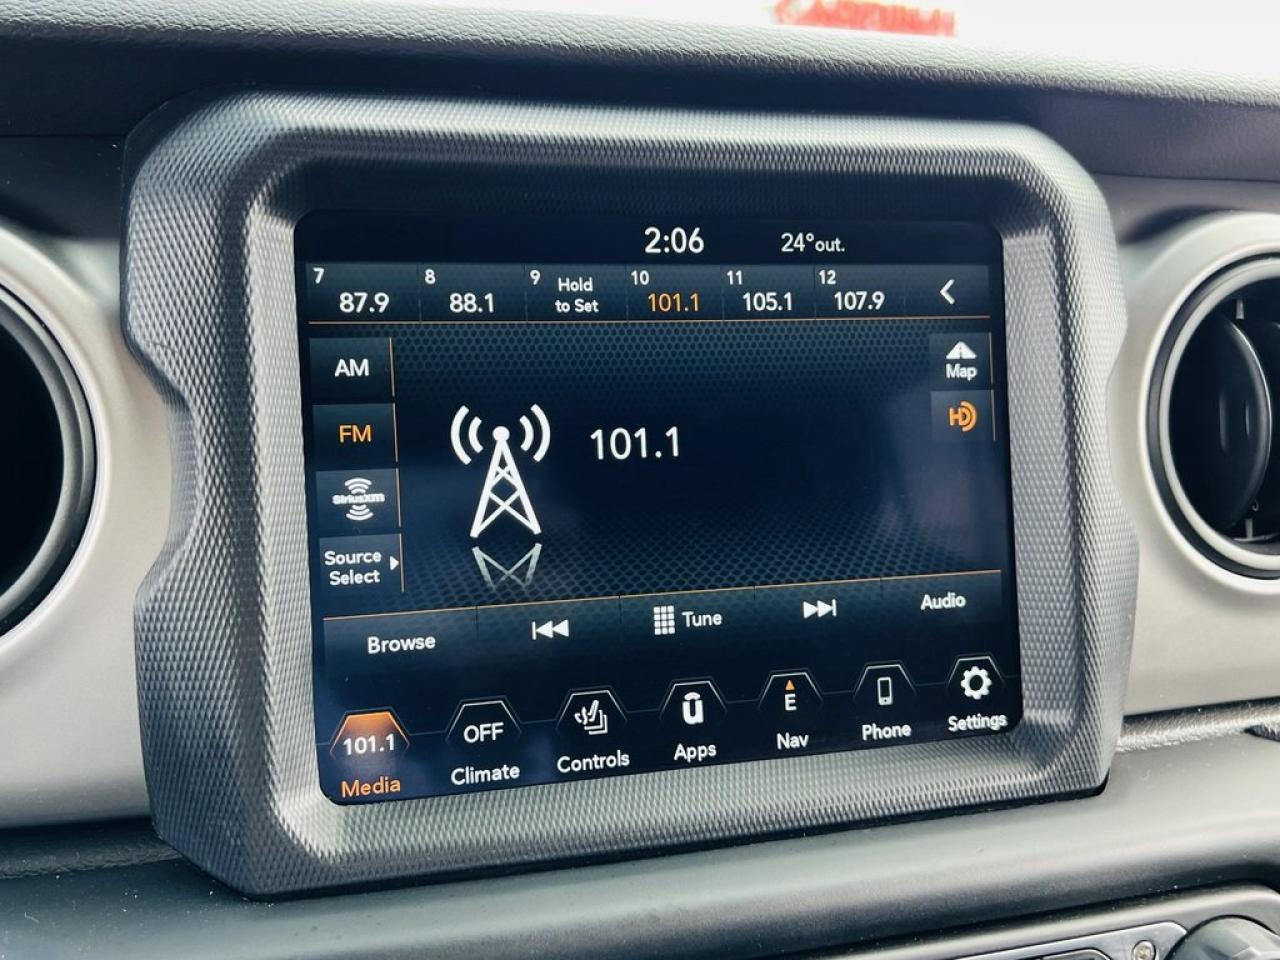 2:06 24°out.
7 8 9 Hold 10 11 12
87.9 88.1 to Set 101.1 105.1 107.9
AM
Map
FM
HD
101.1
SiriusXM
Source
Select
Browse Tune Audio
101.1 OFF E
Media Climate Controls Apps Nav Phone Settings